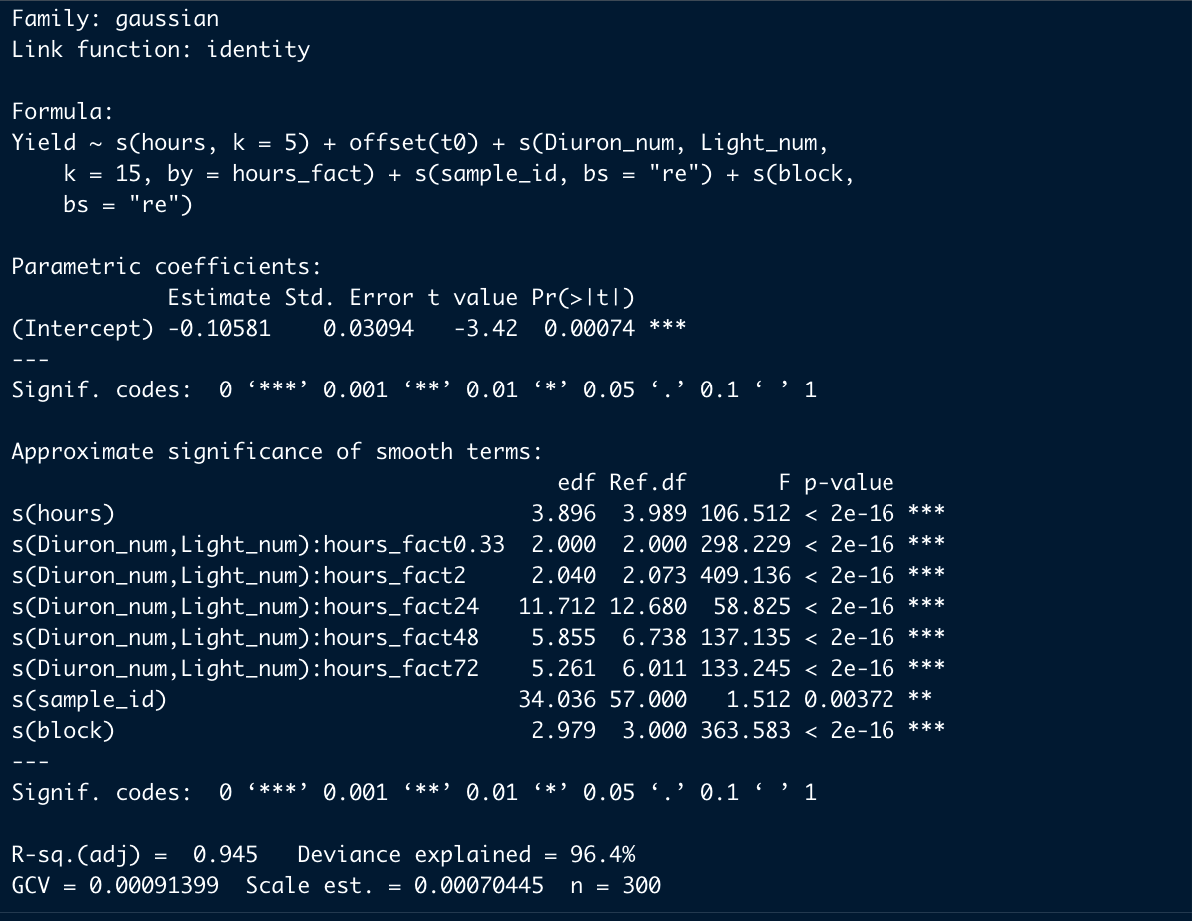 Family: gaussian
Link function: identity
Formula:
Yield ~ s(hours, k = 5) + offset(t0) + s(Diuron_num, Light_num,
    k = 15, by = hours_fact) + s(sample_id, bs = "re") + s(block,
    bs = "re")
Parametric coefficients:
            Estimate Std. Error t value Pr(>|t|)
(Intercept) -0.10581    0.03094   -3.42  0.00074 ***
---
Signif. codes:  0 ‘***’ 0.001 ‘**’ 0.01 ‘*’ 0.05 ‘.’ 0.1 ‘ ’ 1
Approximate significance of smooth terms:
                                          edf Ref.df       F p-value
s(hours)                                3.896  3.989 106.512 < 2e-16 ***
s(Diuron_num,Light_num):hours_fact0.33  2.000  2.000 298.229 < 2e-16 ***
s(Diuron_num,Light_num):hours_fact2     2.040  2.073 409.136 < 2e-16 ***
s(Diuron_num,Light_num):hours_fact24   11.712 12.680  58.825 < 2e-16 ***
s(Diuron_num,Light_num):hours_fact48    5.855  6.738 137.135 < 2e-16 ***
s(Diuron_num,Light_num):hours_fact72    5.261  6.011 133.245 < 2e-16 ***
s(sample_id)                           34.036 57.000   1.512 0.00372 **
s(block)                                2.979  3.000 363.583 < 2e-16 ***
---
Signif. codes:  0 ‘***’ 0.001 ‘**’ 0.01 ‘*’ 0.05 ‘.’ 0.1 ‘ ’ 1
R-sq.(adj) =  0.945   Deviance explained = 96.4%
GCV = 0.00091399  Scale est. = 0.00070445  n = 300